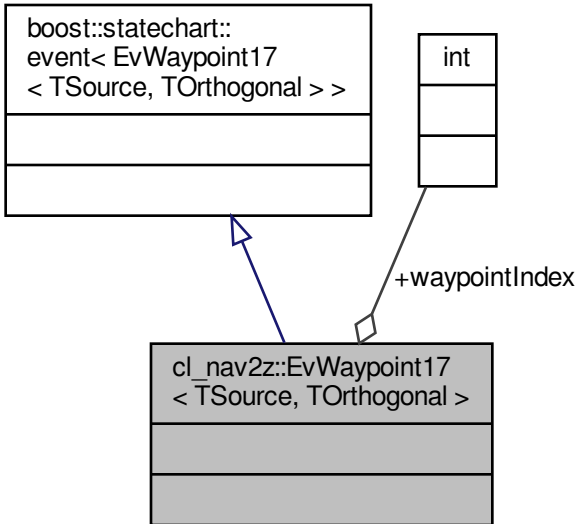 boost::statechart::
event< EvWaypoint17
< TSource, TOrthogonal > >
int
+waypointIndex
cl_nav2z::EvWaypoint17
< TSource, TOrthogonal >